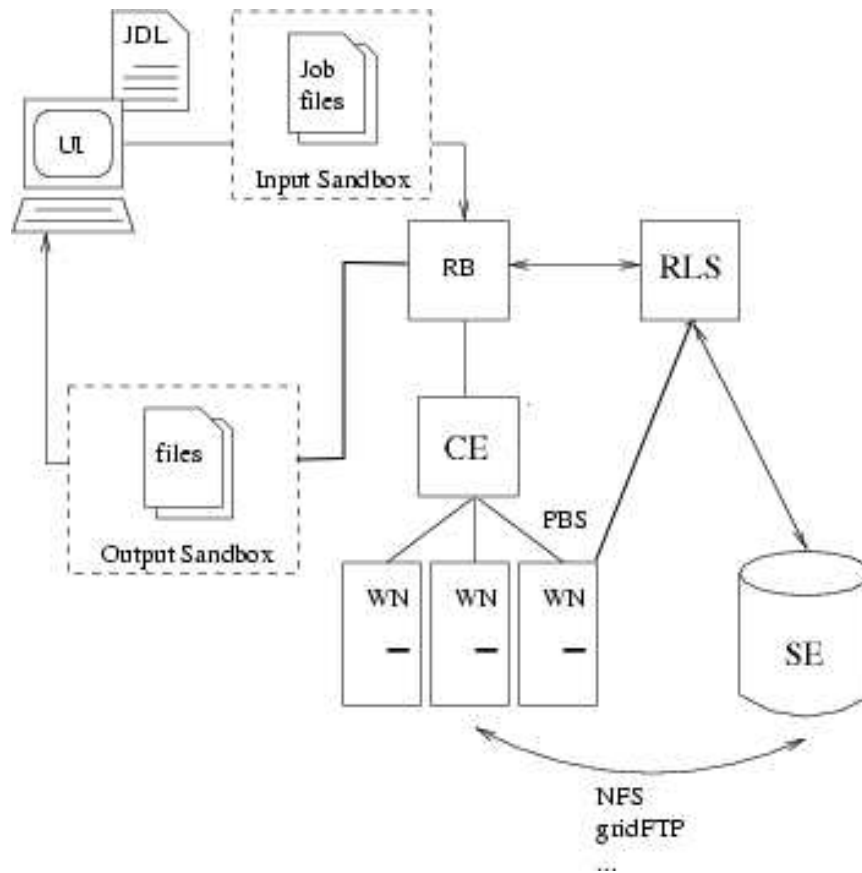 JDL
Job
files
UI
Input Sandbox
RB
RLS
files
CE
PBS
Output Sandbox
WN
WN
WN
SE
NFS
gridFTP
...